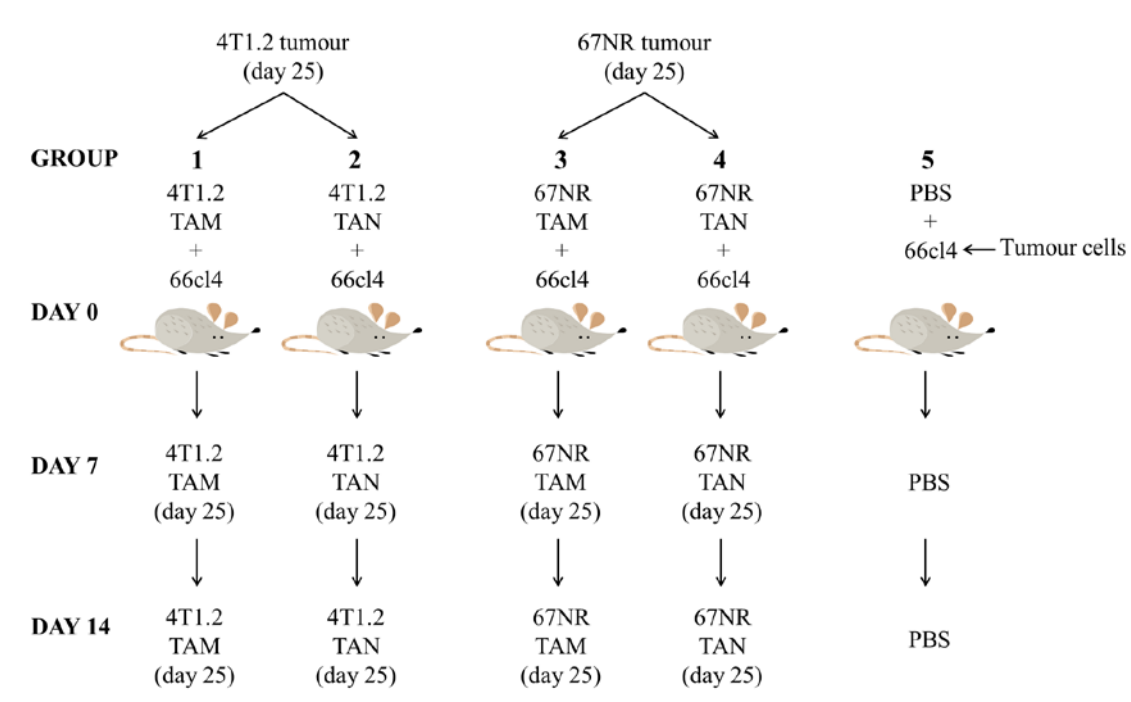 4T1.2 tumour
(day 25)
67NR tumour
(day 25)
GROUP 1 2 3 4 5
4T1.2 4T1.2 67NR 67NR PBS
TAM TAN TAM TAN +
+ + + + 66cl4 Tumour cells
66cl4 66cl4 66cl4 66cl4
DAY 0
4T1.2 4T1.2 67NR 67NR
DAY 7 TAM TAN TAM TAN PBS
(day 25) (day 25) (day 25) (day 25)
4T1.2 4T1.2 67NR 67NR
DAY 14 TAM TAN TAM TAN PBS
(day 25) (day 25) (day 25) (day 25)